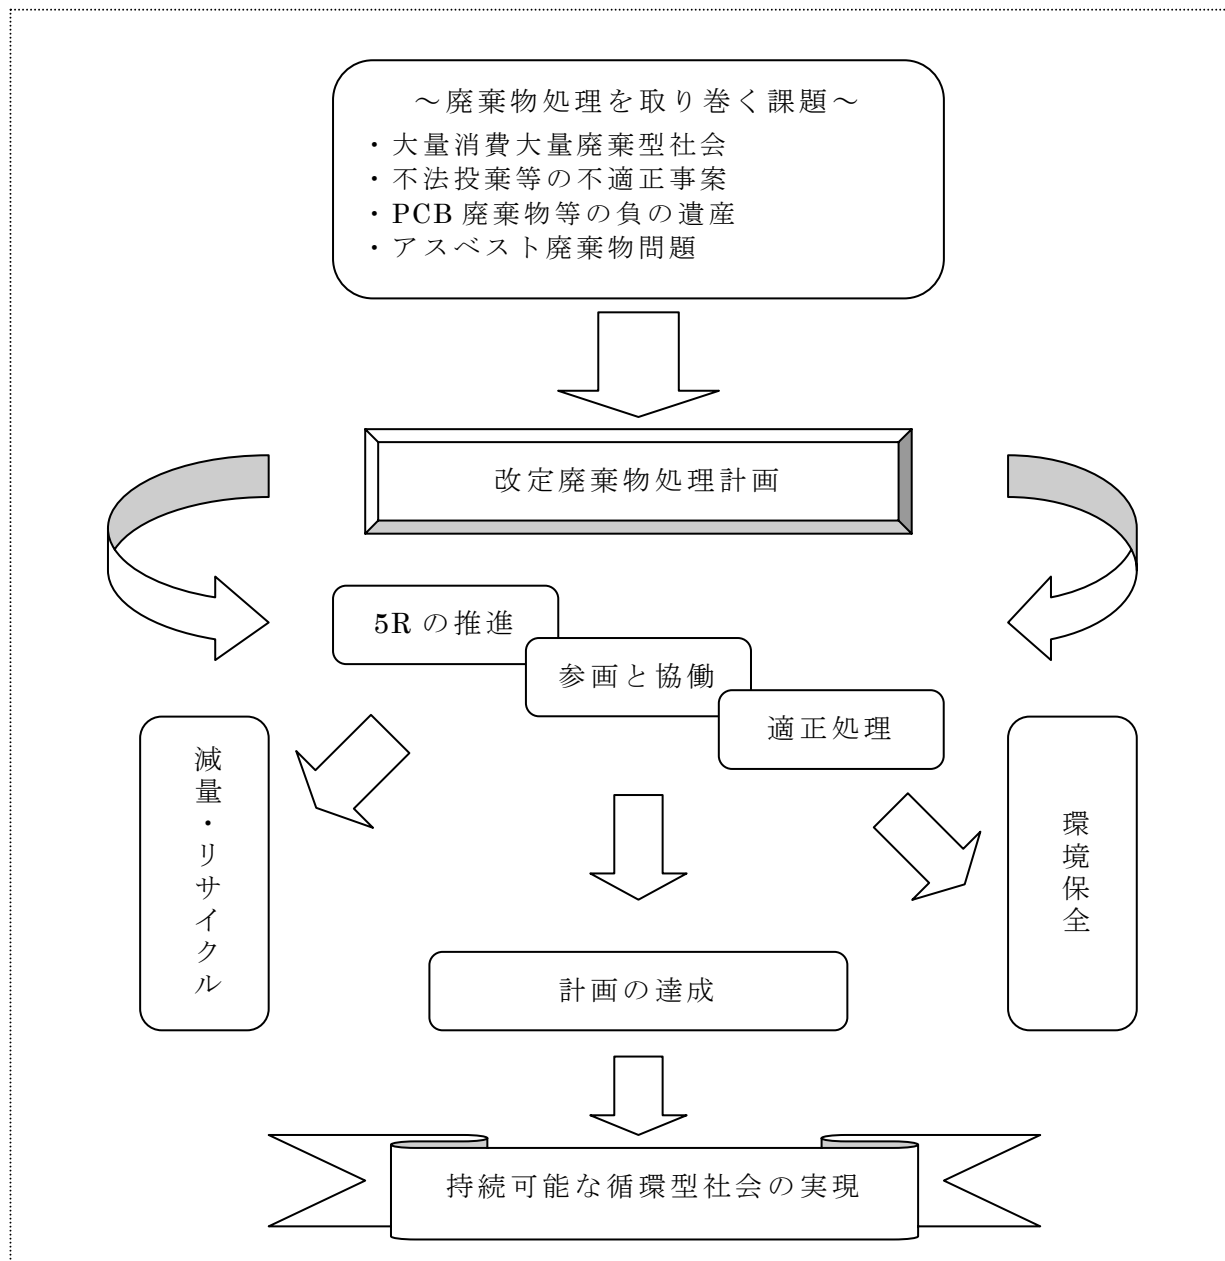 ～廃棄物処理を取り巻く課題～
・大量消費大量廃棄型社会
・不法投棄等の不適正事案
・PCB廃棄物等の負の遺産
・アスベスト廃棄物問題
改定廃棄物処理計画
5Rの推進
参画と協働
適正処理
減量・リサイクル
環境保全
計画の達成
持続可能な循環型社会の実現